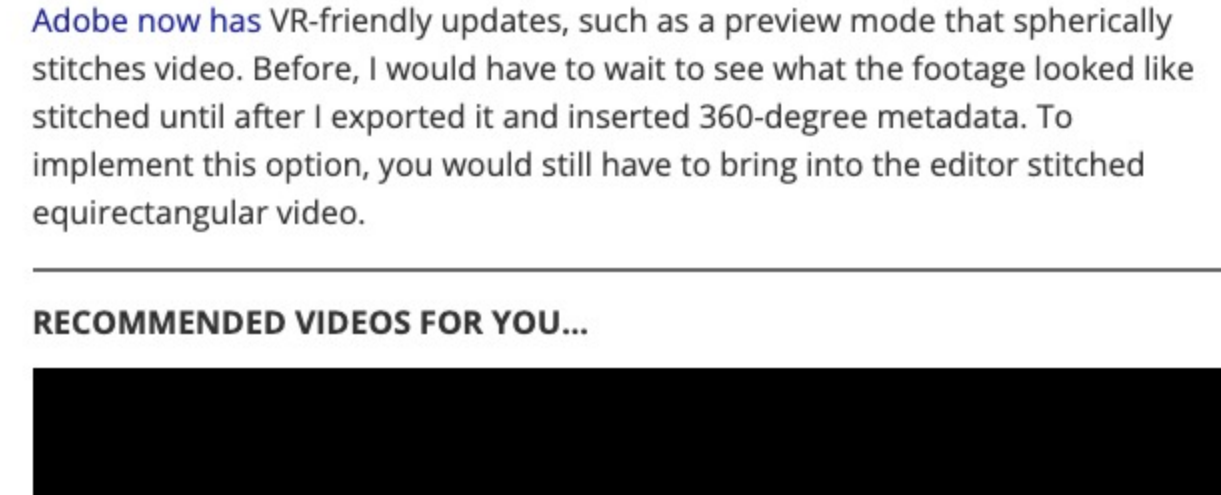 Adobe now has VR-friendly updates, such as a preview mode that spherically
stitches video. Before, I would have to wait to see what the footage looked like
stitched until after I exported it and inserted 360-degree metadata. To
implement this option, you would still have to bring into the editor stitched
equirectangular video.
RECOMMENDED VIDEOS FOR YOU...